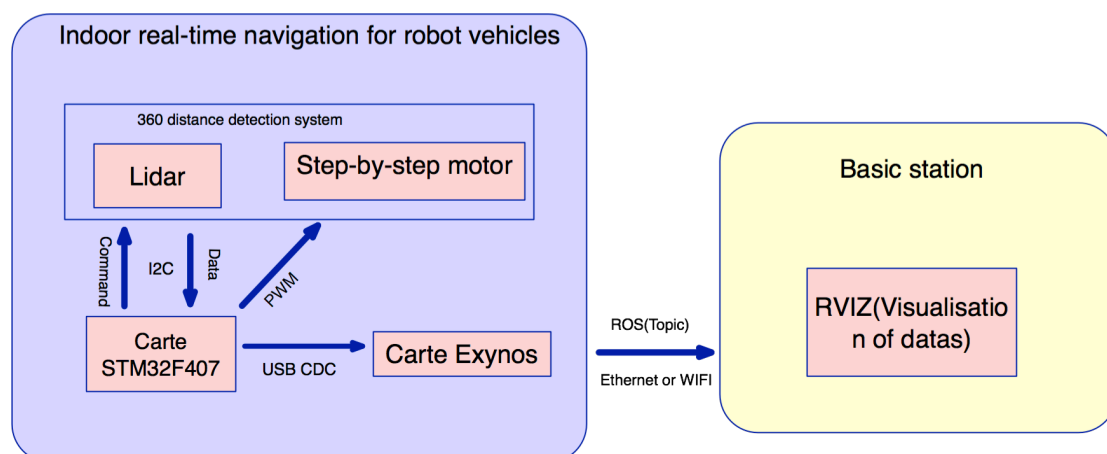 Indoor real-time navigation for robot vehicles
360 distance detection system
Lidar
Step-by-step motor
Command
I2C
Data
PWM
Carte
STM32F407
USB CDC
Carte Exynos
ROS(Topic)
Ethernet or WIFI
Basic station
RVIZ(Visualisatio
n of datas)